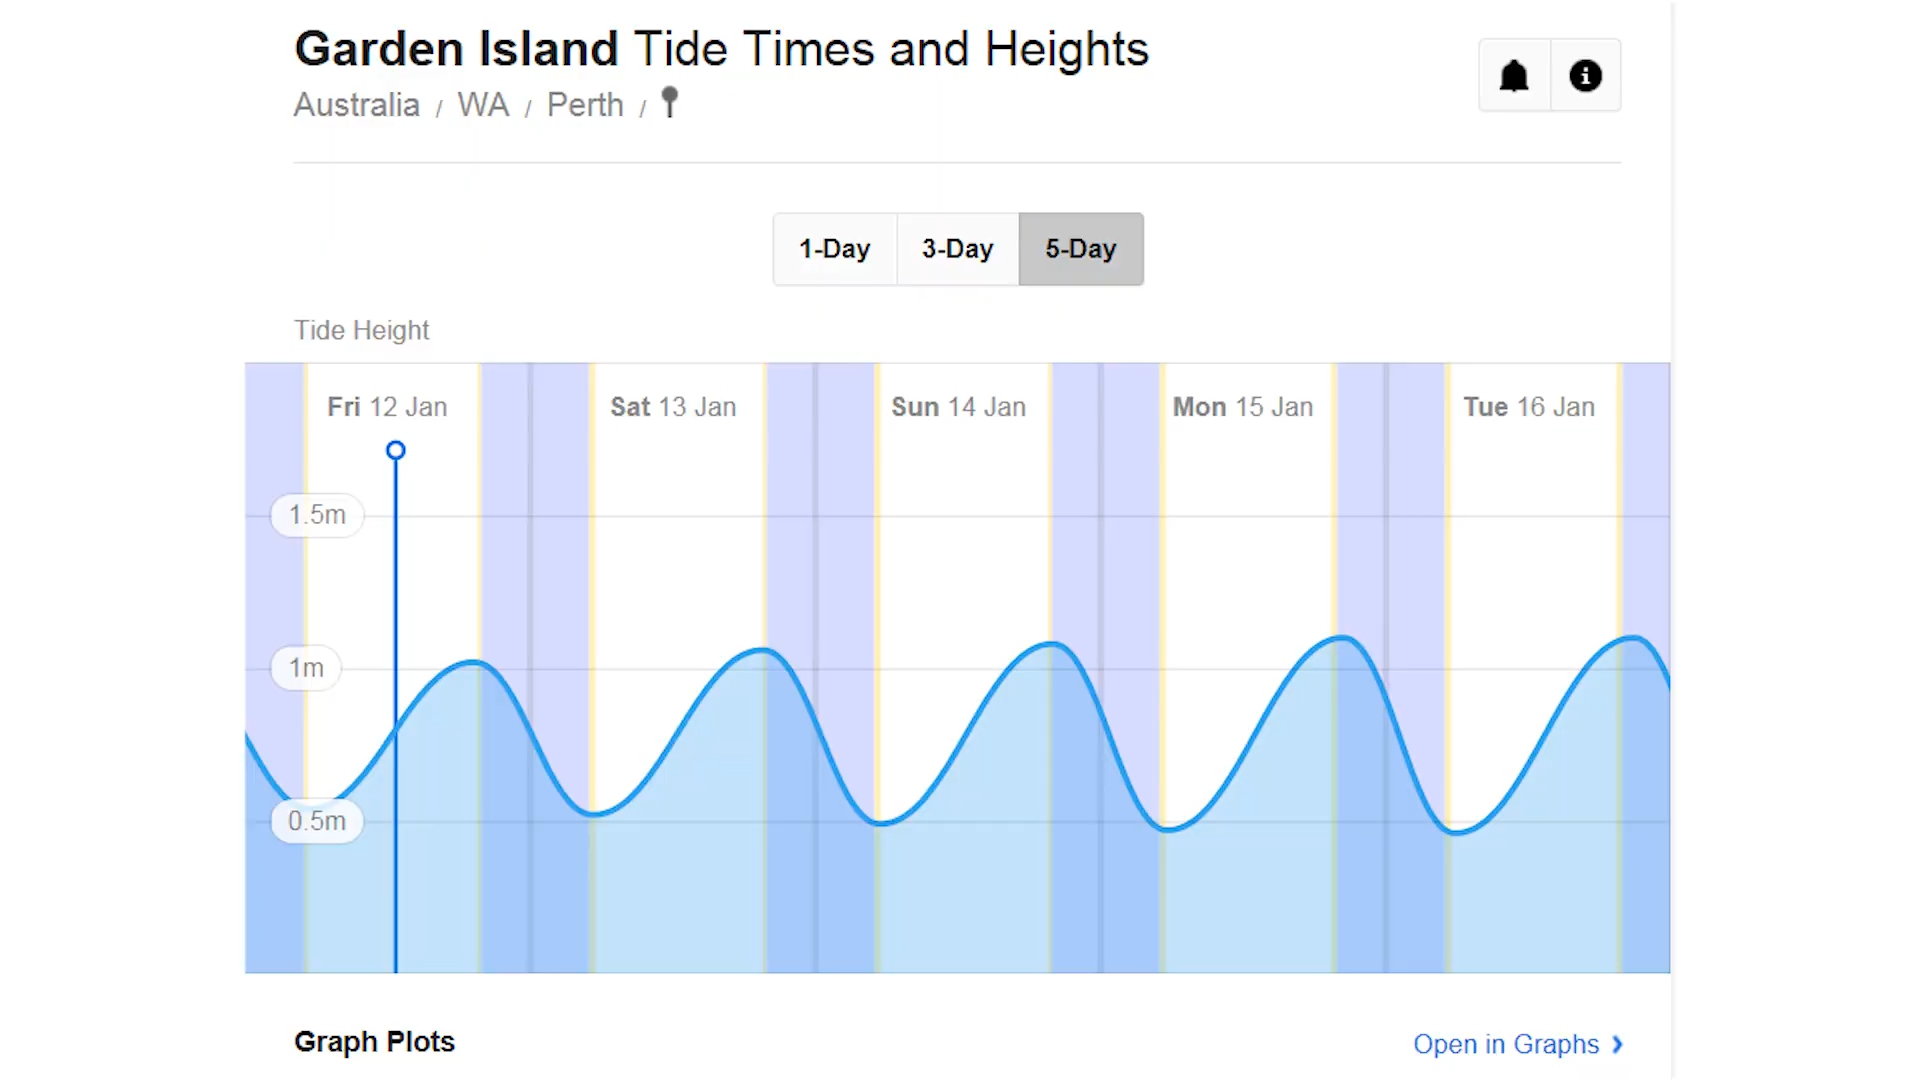 Garden Island Tide Times and Heights
Australia / WA / Perth /
1-Day 3-Day 5-Day
Tide Height
Fri 12 Jan Sat 13 Jan Sun 14 Jan Mon 15 Jan Tue 16 Jan
1.5m
1m
0.5m
Graph Plots Open in Graphs